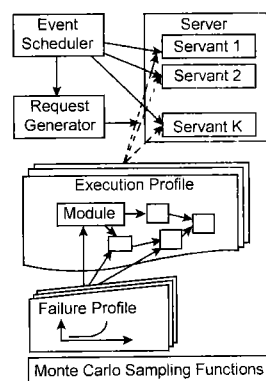 Event
Scheduler
Server
Servant 1
Servant 2
Servant K
Request
Generator
Execution Profile
Module
Failure Profile
Monte Carlo Sampling Functions